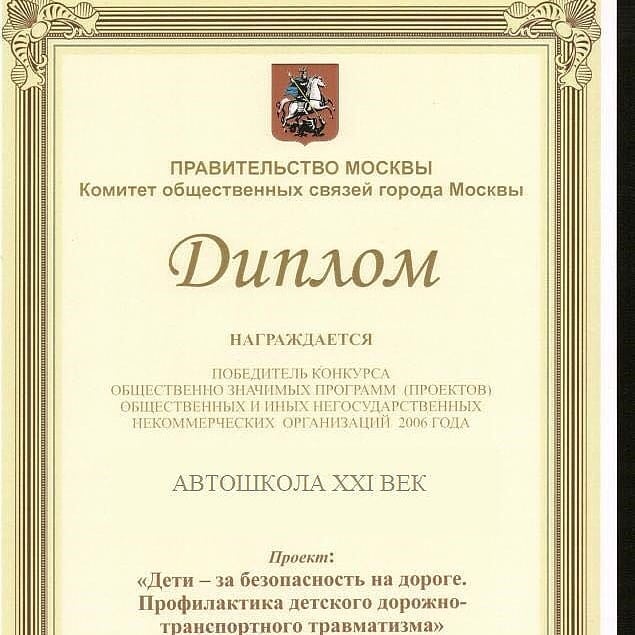 ПРАВИТЕЛЬСТВО МОСКВЫ
Комитет общественных связей города Москвы
Диплом
НАГРАЖДАЕТСЯ
ПОБЕДИТЕЛЬ КОНКУРСА
ОБЩЕСТВЕННО ЗНАЧИМЫХ ПРОГРАММ (ПРОЕКТОВ)
ОБЩЕСТВЕННЫХ И ИНЫХ НЕГОСУДАРСТВЕННЫХ
НЕКОММЕРЧЕСКИХ ОРГАНИЗАЦИЙ 2006 ГОДА
АВТОШКОЛА XXI ВЕК
Проект:
«Дети – за безопасность на дороге.
Профилактика детского дорожно-
транспортного травматизма»